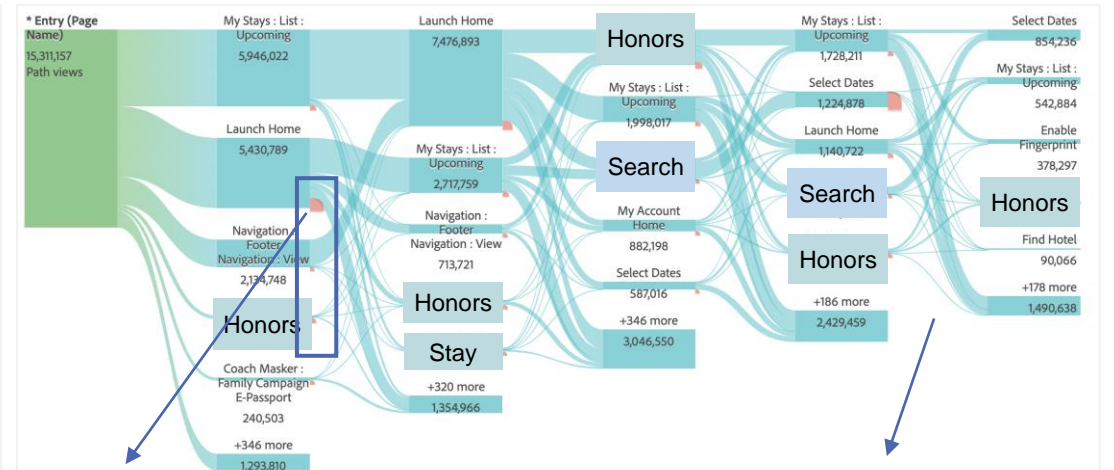 * Entry (Page
Name)
15,311,157
Path views
My Stays : List :
Upcoming
5,946,022
Launch Home
5,430,789
Navigation :
Footer
Navigation : View
2,134,748
Honors
Coach Masker :
Family Campaign
E-Passport
240,503
+346 more
1,293,810
Launch Home
7,476,893
My Stays : List :
Upcoming
2,717,759
Navigation :
Footer
Navigation : View
713,721
Honors
Stay
+320 more
1,354,966
Honors
My Stays : List :
Upcoming
1,998,017
Search
My Account
Home
882,198
Select Dates
587,016
+346 more
3,046,550
My Stays : List :
Upcoming
1,728,211
Select Dates
1,224,878
Launch Home
1,140,722
Search
Honors
+186 more
2,429,459
Select Dates
854,236
My Stays : List :
Upcoming
542,884
Enable
Fingerprint
378,297
Honors
Find Hotel
90,066
+178 more
1,490,638